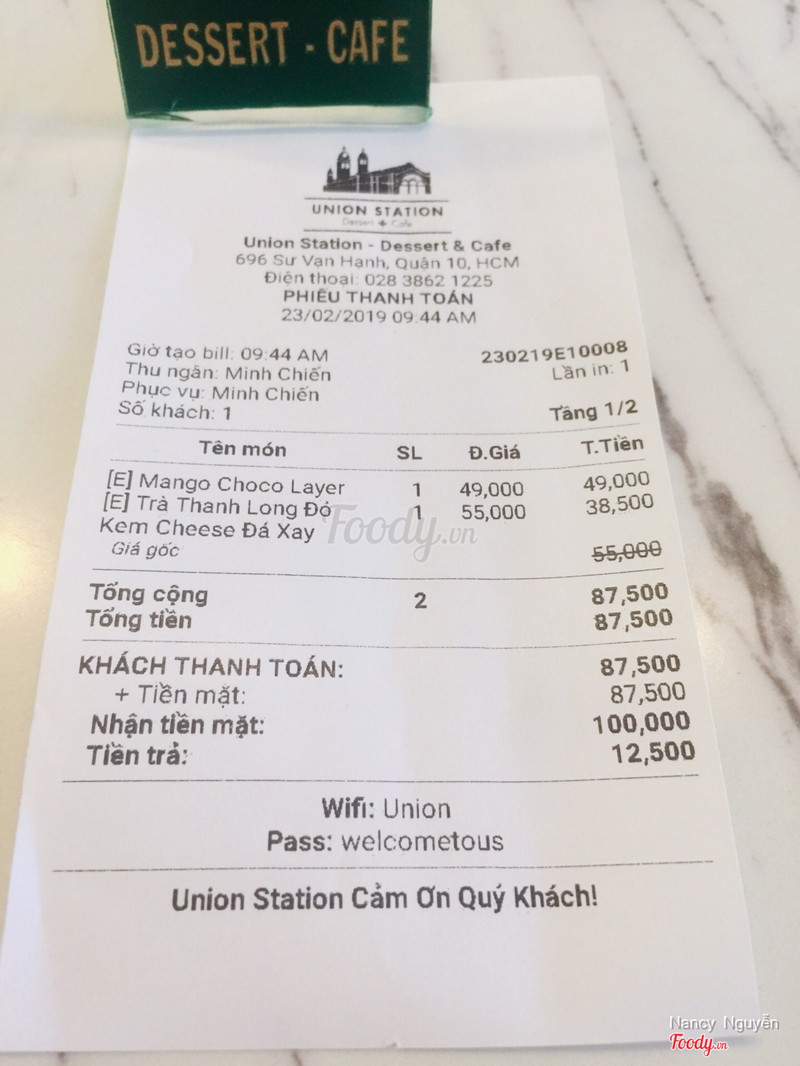 DESSERT - CAFE
UNION STATION
Dessert Cafe
Union Station - Dessert & Cafe
696 Sư Vạn Hạnh, Quận 10, HCM
Điện thoại: 028 3862 1225
PHIẾU THANH TOÁN
23/02/2019 09:44 AM
Giờ tạo bill: 09:44 AM 230219E10008
Thu ngân: Minh Chiến Lần in: 1
Phục vụ: Minh Chiến
Số khách: 1 Tầng 1/2
Tên món SL Đ.Giá T.Tiền
[E] Mango Choco Layer 1 49,000 49,000
[E] Trà Thanh Long Đỏ 1 55,000 38,500
Kem Cheese Đá Xay
Foody.vn
Giá gốc 55,000
Tổng cộng 2 87,500
Tổng tiền 87,500
KHÁCH THANH TOÁN: 87,500
+ Tiền mặt: 87,500
Nhận tiền mặt: 100,000
Tiền trả: 12,500
Wifi: Union
Pass: welcometous
Union Station Cảm Ơn Quý Khách!
Nancy Nguyễn
Foody.vn